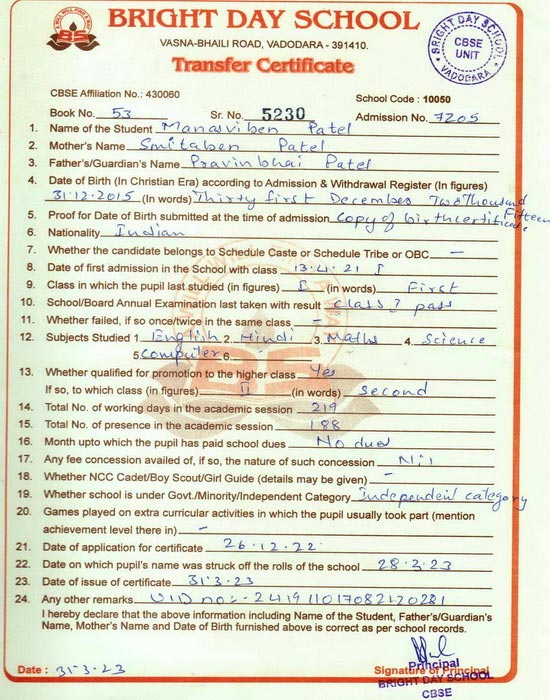 BRIGHT DAY SCHOOL
VASNA-BHAILI ROAD, VADODARA - 391410.
Transfer Certificate
BRIGHT DAY SCHOOL
CBSE
UNIT
VADODARA
CBSE Affiliation No.: 430060
School Code : 10050
Book No. 53 Sr. No. 5230 Admission No. 7205
1. Name of the Student Manasviben Patel
2. Mother's Name Smitaben Patel
3. Father's/Guardian's Name Pravinbhai Patel
4. Date of Birth (In Christian Era) according to Admission & Withdrawal Register (In figures)
31.12.2015 (In words) Thirty first December Two Thousand Fifteen
5. Proof for Date of Birth submitted at the time of admission Copy of birth certificate
6. Nationality Indian
7. Whether the candidate belongs to Schedule Caste or Schedule Tribe or OBC -
8. Date of first admission in the School with class 13.4.21 I
9. Class in which the pupil last studied (in figures) I (in words) First
10. School/Board Annual Examination last taken with result class I pass
11. Whether failed, if so once/twice in the same class -
12. Subjects Studied 1. English 2. Hindi 3. Maths 4. Science
5. Computer 6.
13. Whether qualified for promotion to the higher class Yes
If so, to which class (in figures) II (in words) Second
14. Total No. of working days in the academic session 219
15. Total No. of presence in the academic session 188
16. Month upto which the pupil has paid school dues No due
17. Any fee concession availed of, if so, the nature of such concession Nil
18. Whether NCC Cadet/Boy Scout/Girl Guide (details may be given) -
19. Whether school is under Govt./Minority/Independent Category Independent category
20. Games played on extra curricular activities in which the pupil usually took part (mention
achievement level there in) -
21. Date of application for certificate 26.12.22
22. Date on which pupil's name was struck off the rolls of the school 28.3.23
23. Date of issue of certificate 31.3.23
24. Any other remarks UID no:-
I hereby declare that the above information including Name of the Student, Father's/Guardian's
Name, Mother's Name and Date of Birth furnished above is correct as per school records.
Date : 31.3.23
Signature of Principal
Principal
BRIGHT DAY SCHOOL
CBSE